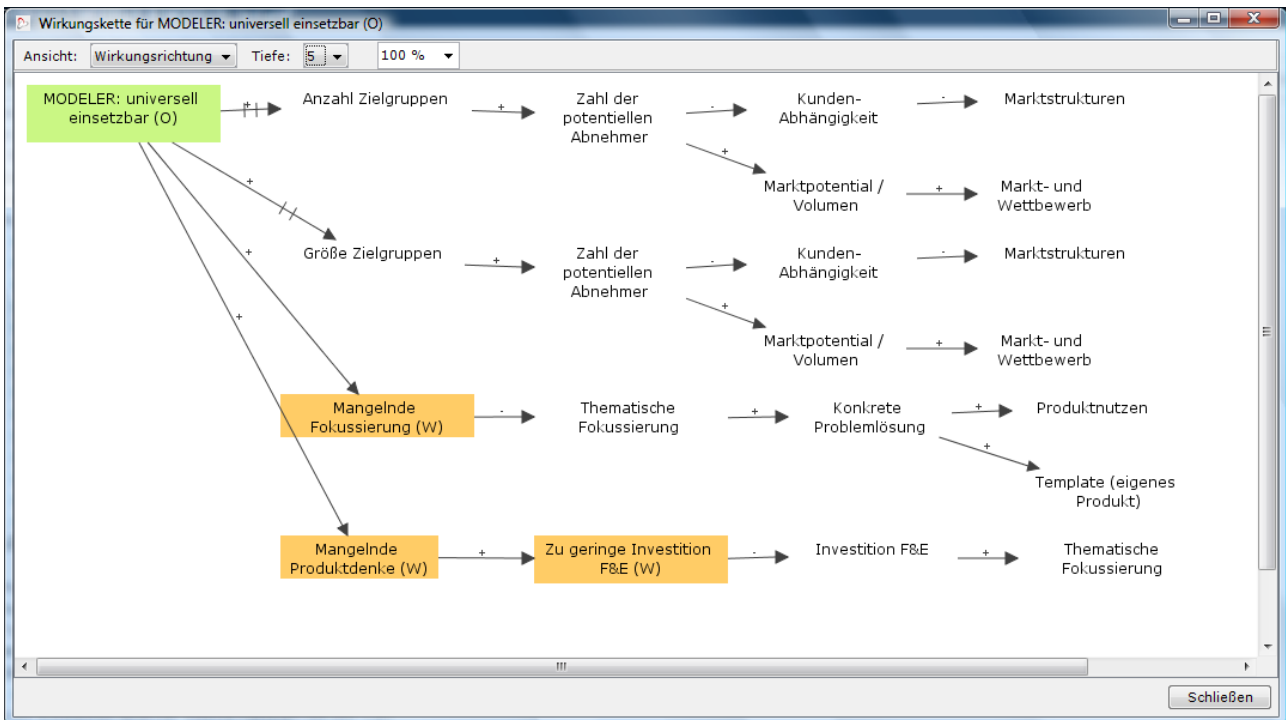 Wirkungskette für MODELER: universell einsetzbar (O)
Ansicht: Wirkungsrichtung Tiefe: 5 100 %
MODELER: universell
einsetzbar (O)
+
Anzahl Zielgruppen
+
Zahl der
potentiellen
Abnehmer
-
Kunden-
Abhängigkeit
-
Marktstrukturen
+
Marktpotential /
Volumen
+
Markt- und
Wettbewerb
+
Größe Zielgruppen
+
Zahl der
potentiellen
Abnehmer
-
Kunden-
Abhängigkeit
-
Marktstrukturen
+
Marktpotential /
Volumen
+
Markt- und
Wettbewerb
+
Mangelnde
Fokussierung (W)
-
Thematische
Fokussierung
+
Konkrete
Problemlösung
+
Produktnutzen
+
Template (eigenes
Produkt)
+
Mangelnde
Produktdenke (W)
+
Zu geringe Investition
F&E (W)
-
Investition F&E
+
Thematische
Fokussierung
Schließen